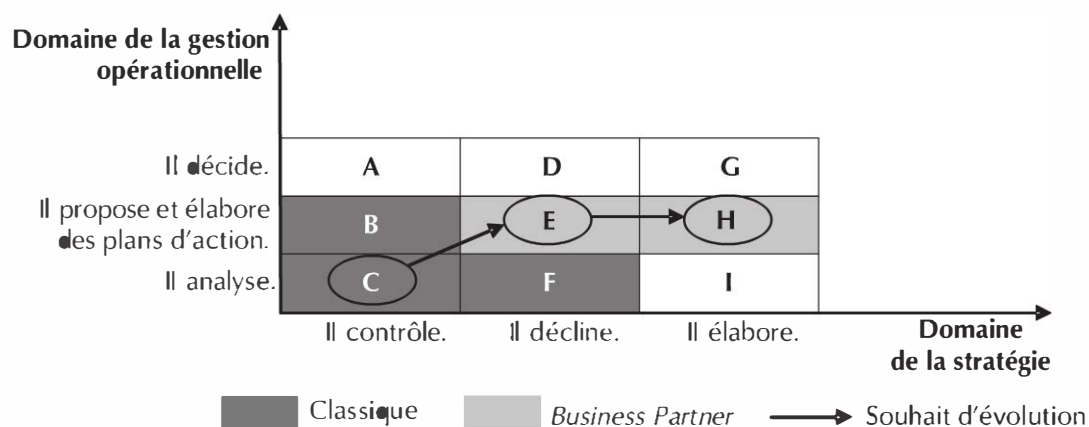 Domaine de la gestion
opérationnelle
Il décide.
A
D
G
Il propose et élabore
des plans d'action.
B
E
H
Il analyse.
C
F
I
Il contrôle.
Il décline.
Il élabore.
Domaine
de la stratégie
Classique
Business Partner
Souhait d'évolution